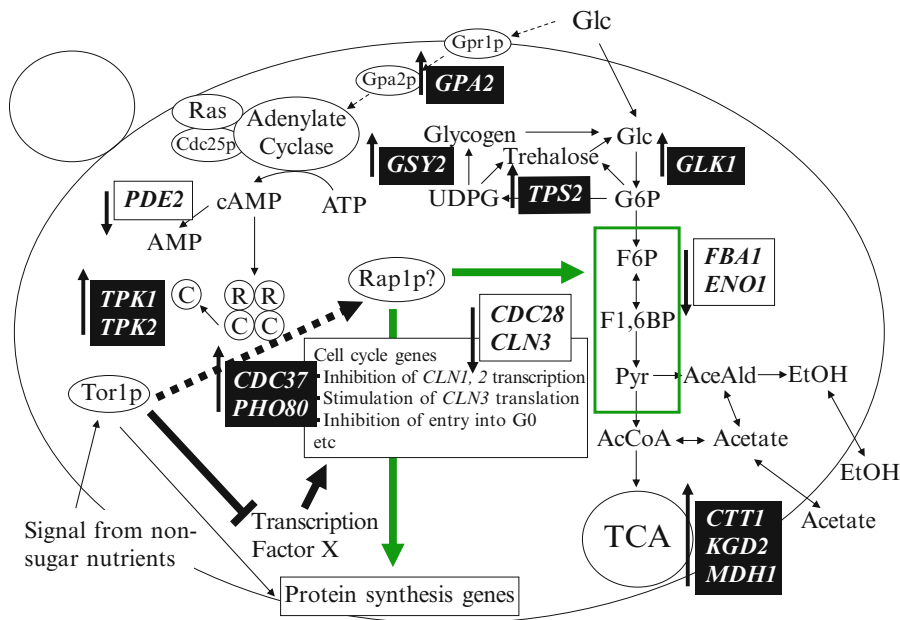 Glc
Gpr1p
Gpa2p
GPA2
Ras
Cdc25p
Adenylate
Cyclase
Glycogen
Glc
GSY2
Trehalose
GLK1
UDPG
TPS2
G6P
PDE2
cAMP
ATP
AMP
F6P
FBA1
ENO1
Rap1p?
TPK1
TPK2
C
R R
C C
F1,6BP
CDC28
CLN3
Cell cycle genes
Inhibition of CLN1, 2 transcription
Stimulation of CLN3 translation
Inhibition of entry into G0
etc
CDC37
PHO80
Pyr
AceAld
EtOH
Tor1p
AcCoA
Acetate
EtOH
Signal from non-
sugar nutrients
Transcription
Factor X
TCA
CTT1
KGD2
MDH1
Acetate
Protein synthesis genes